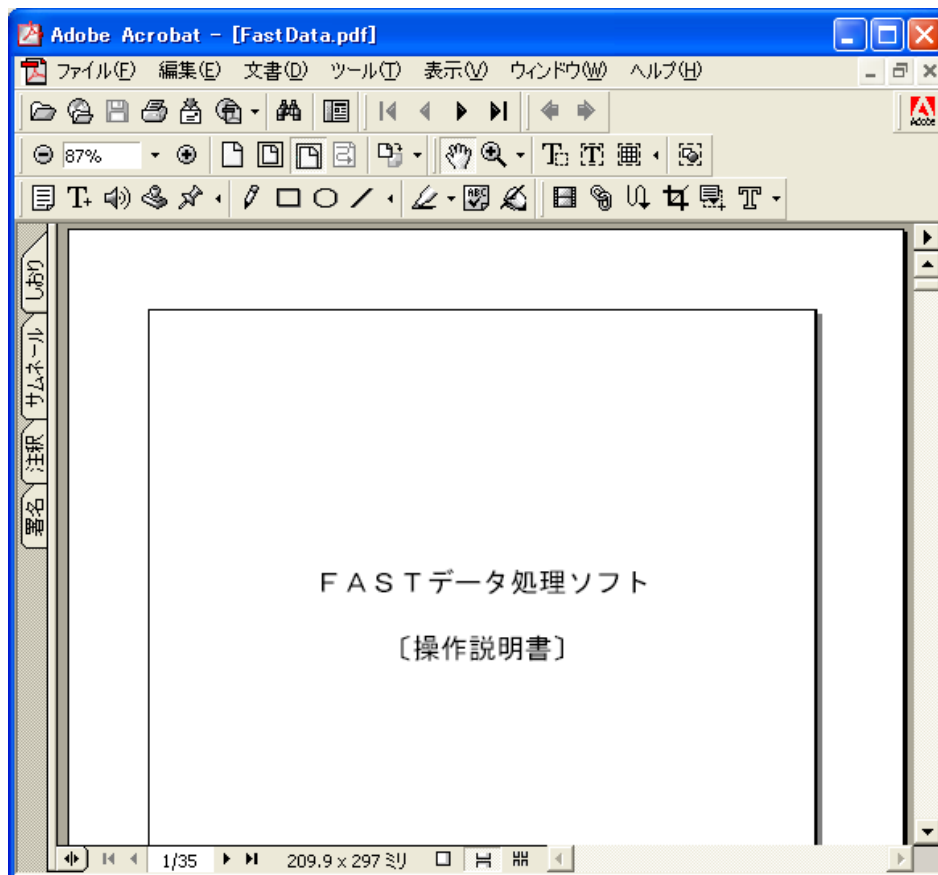 Adobe Acrobat - [FastData.pdf]
ファイル(F) 編集(E) 文書(D) ツール(T) 表示(V) ウィンドウ(W) ヘルプ(H)
Adobe
87%
ABC
しおり
サムネール
注釈
署名
ＦＡＳＴデータ処理ソフト
〔操作説明書〕
1/35 209.9 x 297 ミリ